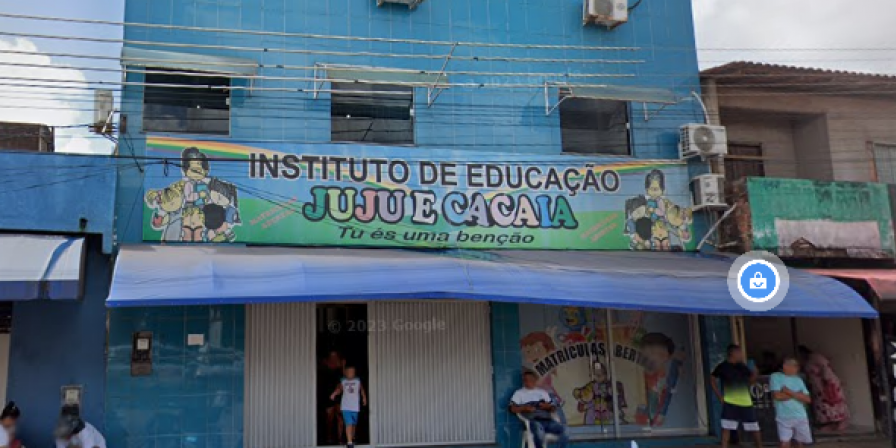 INSTITUTO DE EDUCAÇÃO
JUJU E CACAIA
Tu és uma benção
© 2023 Google
MATRÍCULAS